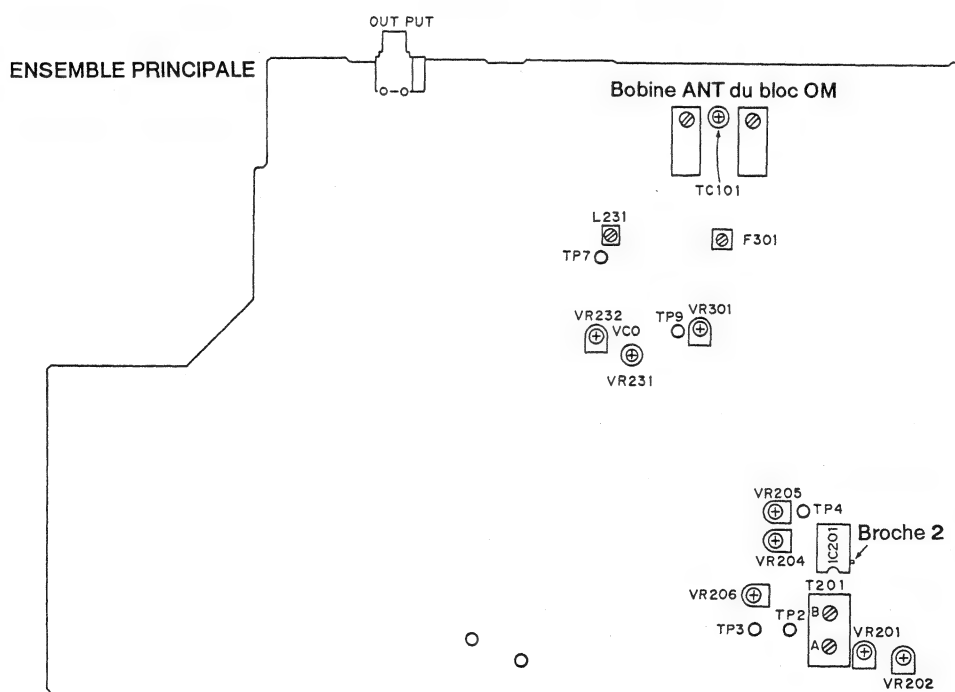 OUT PUT
ENSEMBLE PRINCIPALE
Bobine ANT du bloc OM
TC101
L231
F301
TP7
VR232
VCO
TP9
VR301
VR231
VR205
TP4
IC201
Broche 2
VR204
T201
VR206
B
TP3
TP2
A
VR201
VR202